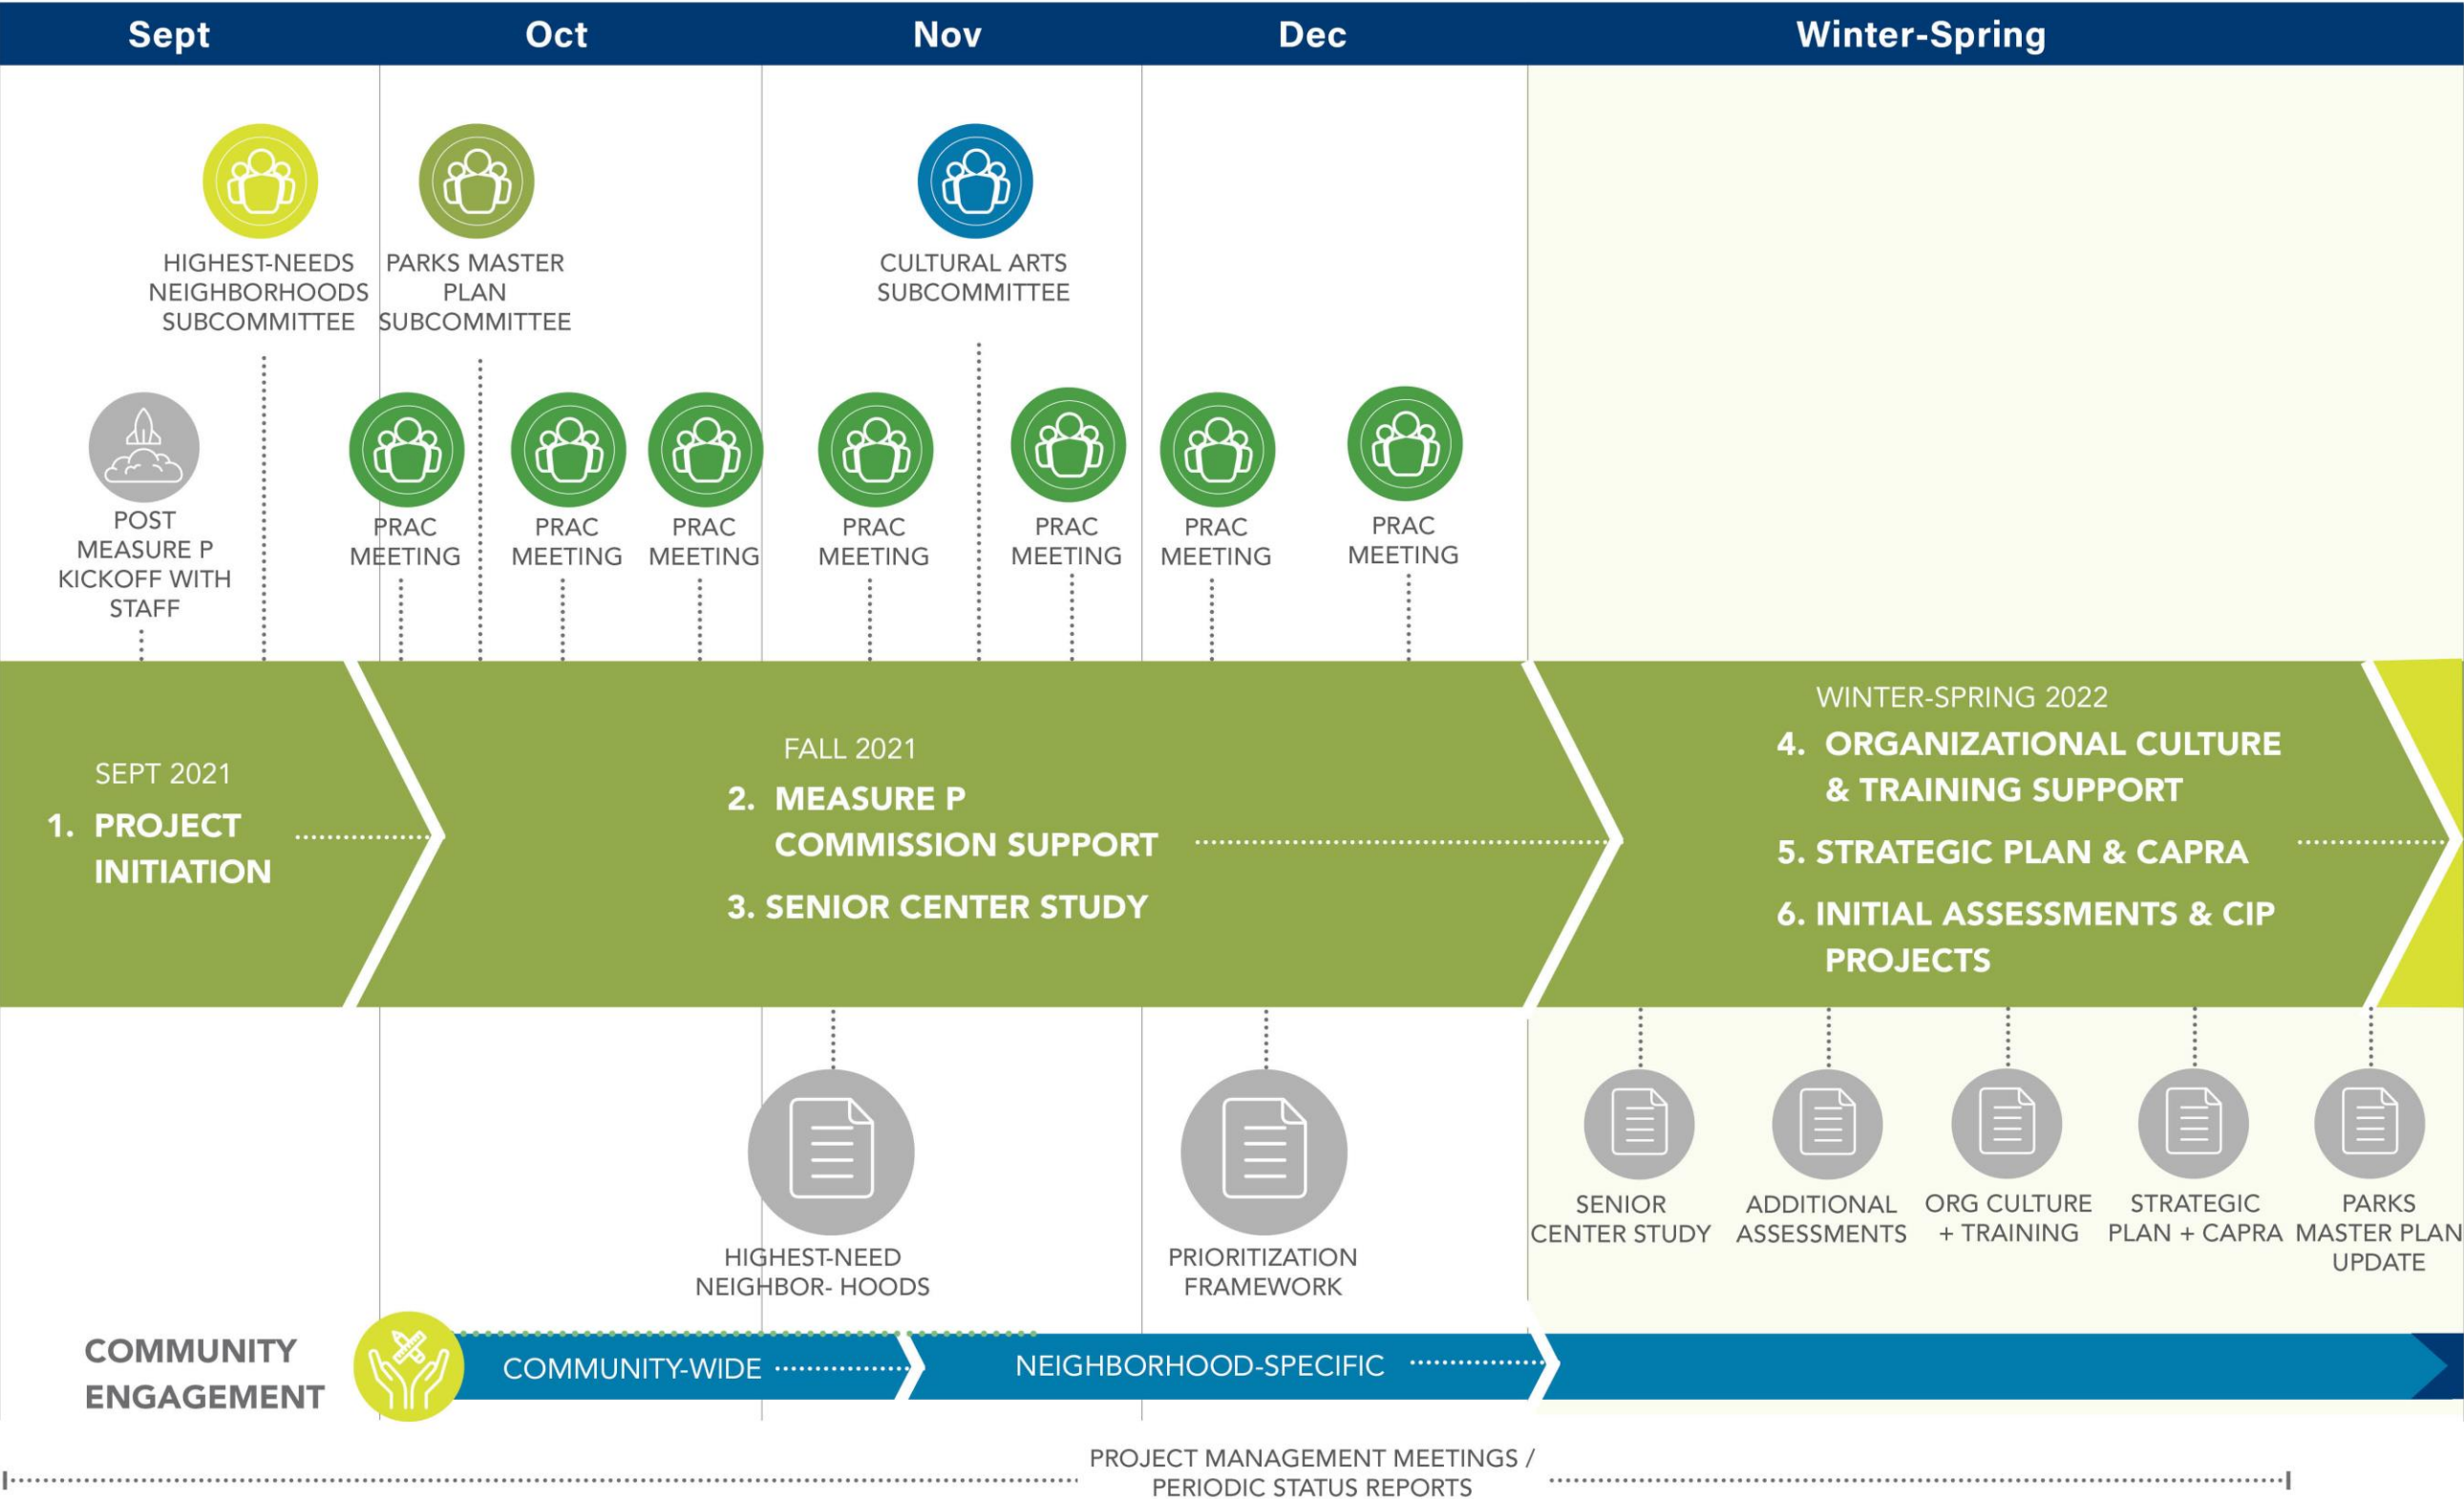 Sept
Oct
Nov
Dec
Winter-Spring
HIGHEST-NEEDS
NEIGHBORHOODS
SUBCOMMITTEE
PARKS MASTER
PLAN
SUBCOMMITTEE
CULTURAL ARTS
SUBCOMMITTEE
POST
MEASURE P
KICKOFF WITH
STAFF
PRAC
MEETING
PRAC
MEETING
PRAC
MEETING
PRAC
MEETING
PRAC
MEETING
PRAC
MEETING
PRAC
MEETING
SEPT 2021
1. PROJECT
INITIATION
FALL 2021
2. MEASURE P
COMMISSION SUPPORT
3. SENIOR CENTER STUDY
WINTER-SPRING 2022
4. ORGANIZATIONAL CULTURE
& TRAINING SUPPORT
5. STRATEGIC PLAN & CAPRA
6. INITIAL ASSESSMENTS & CIP
PROJECTS
HIGHEST-NEED
NEIGHBOR- HOODS
PRIORITIZATION
FRAMEWORK
SENIOR
CENTER STUDY
ADDITIONAL
ASSESSMENTS
ORG CULTURE
+ TRAINING
STRATEGIC
PLAN + CAPRA
PARKS
MASTER PLAN
UPDATE
COMMUNITY
ENGAGEMENT
COMMUNITY-WIDE
NEIGHBORHOOD-SPECIFIC
PROJECT MANAGEMENT MEETINGS /
PERIODIC STATUS REPORTS